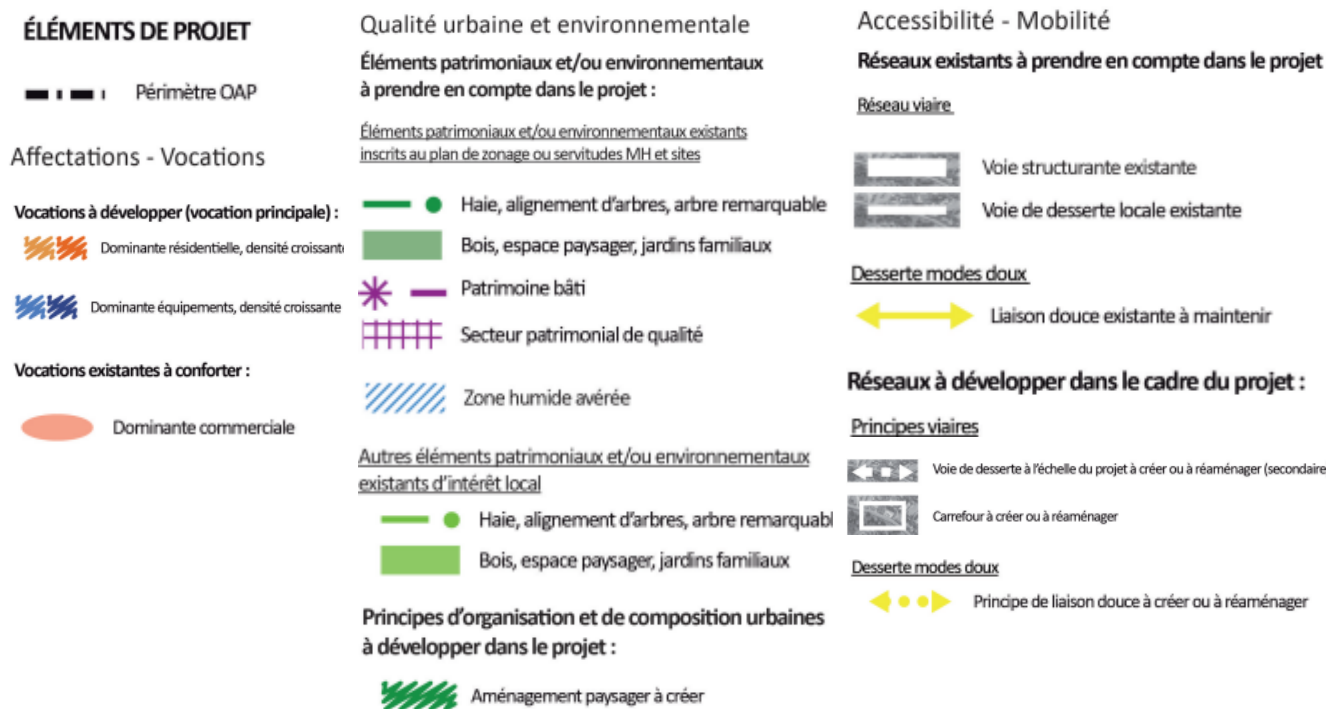 ÉLÉMENTS DE PROJET
Périmètre OAP
Affectations - Vocations
Vocations à développer (vocation principale) :
Dominante résidentielle, densité croissant
Dominante équipements, densité croissante
Vocations existantes à conforter :
Dominante commerciale
Qualité urbaine et environnementale
Éléments patrimoniaux et/ou environnementaux
à prendre en compte dans le projet :
Éléments patrimoniaux et/ou environnementaux existants
inscrits au plan de zonage ou servitudes MH et sites
Haie, alignement d'arbres, arbre remarquable
Bois, espace paysager, jardins familiaux
Patrimoine bâti
Secteur patrimonial de qualité
Zone humide avérée
Autres éléments patrimoniaux et/ou environnementaux
existants d'intérêt local
Haie, alignement d'arbres, arbre remarquabl
Bois, espace paysager, jardins familiaux
Principes d'organisation et de composition urbaines
à développer dans le projet :
Aménagement paysager à créer
Accessibilité - Mobilité
Réseaux existants à prendre en compte dans le projet
Réseau viaire
Voie structurante existante
Voie de desserte locale existante
Desserte modes doux
Liaison douce existante à maintenir
Réseaux à développer dans le cadre du projet :
Principes viaires
Voie de desserte à l'échelle du projet à créer ou à réaménager (secondaire
Carrefour à créer ou à réaménager
Desserte modes doux
Principe de liaison douce à créer ou à réaménager